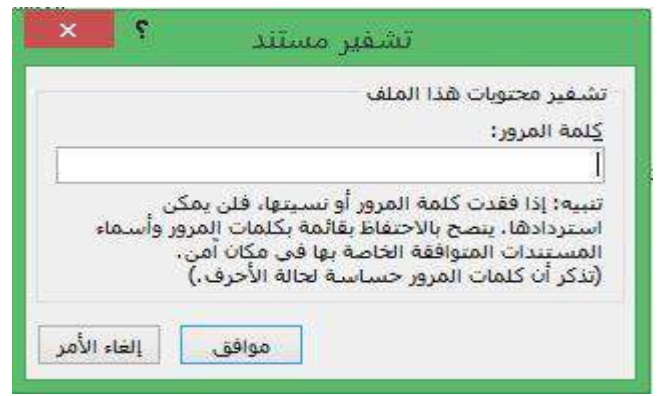 تشفير مستند
؟
تشفير محتويات هذا الملف
كلمة المرور:
تنبيه: إذا فقدت كلمة المرور أو نسيتها، فلن يمكن
استردادها. ينصح بالاحتفاظ بقائمة بكلمات المرور وأسماء
المستندات المتوافقة الخاصة بها في مكان آمن.
(تذكر أن كلمات المرور حساسة لحالة الأحرف.)
موافق
إلغاء الأمر